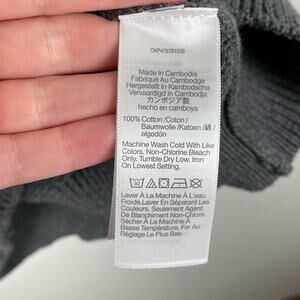 CKP476781038
Made In Cambodia
Fabriqué Au Cambodge
Hergestellt In Kambodscha
Vervaardigd In Cambodja
カンボジア製
hecho en camboya
100% Cotton /Coton /
Baumwolle /Katoen / 綿 /
algodón
Machine Wash Cold With Like
Colors. Non-Chlorine Bleach
Only. Tumble Dry Low. Iron
On Lowest Setting.
Laver À La Machine À L'eau
Froide.Laver En Séparant Les
Couleurs. Seulement Agent
De Blanchiment Non-Chloré.
Sécher À La Machine À
Basse Température. Fer Au
Réglage Le Plus Bas.